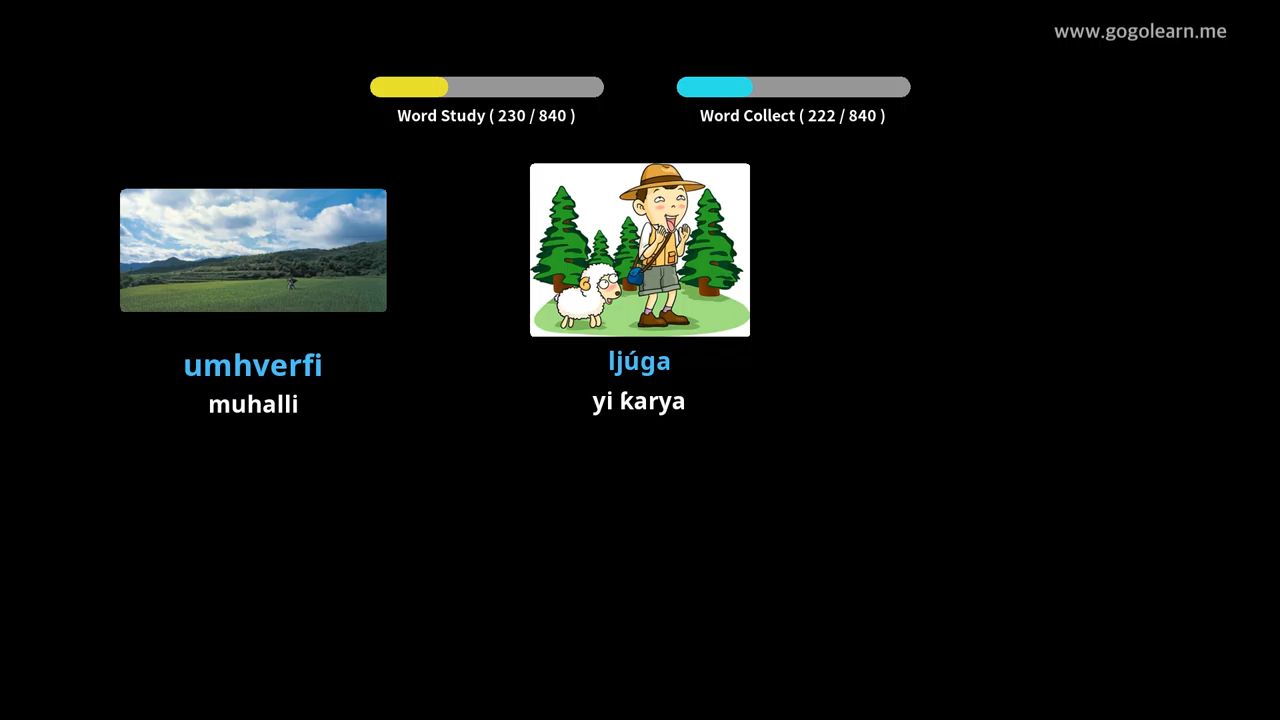 www.gogolearn.me
Word Study ( 230 / 840 )
Word Collect ( 222 / 840 )
umhverfi
muhalli
ljúga
yi ƙarya